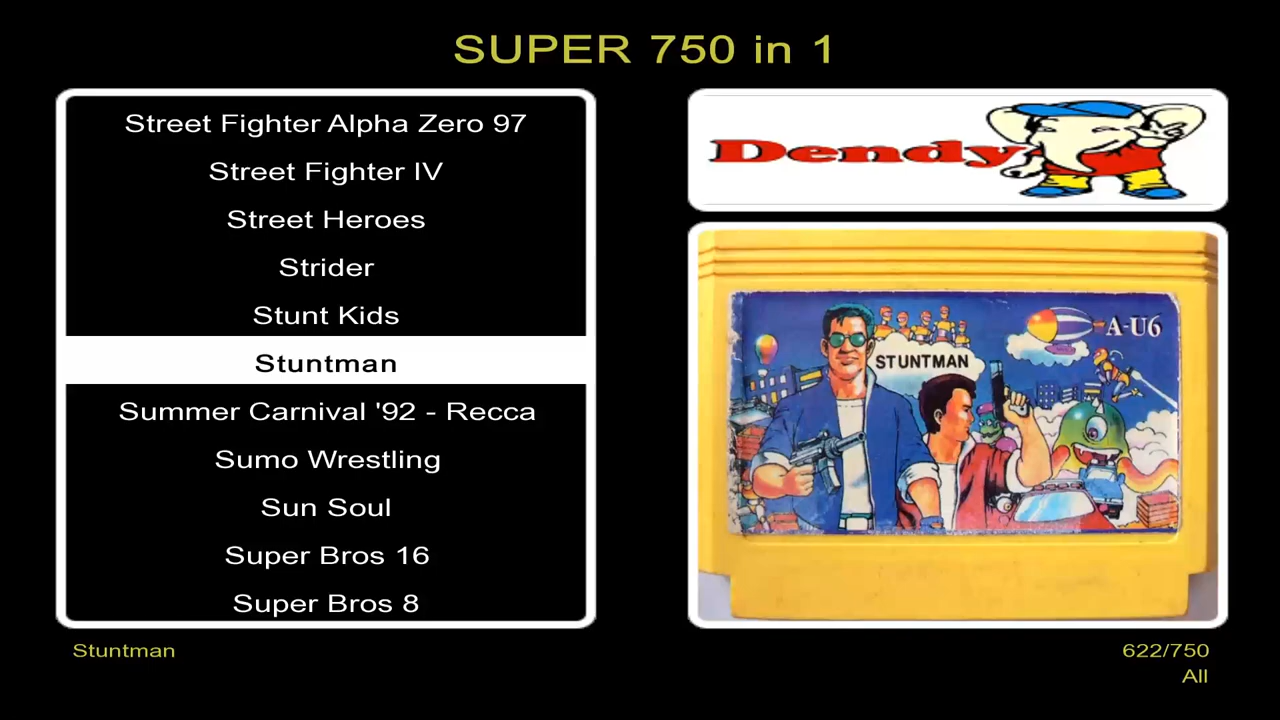 SUPER 750 in 1
Street Fighter Alpha Zero 97
Street Fighter IV
Street Heroes
Strider
Stunt Kids
Stuntman
Summer Carnival '92 - Recca
Sumo Wrestling
Sun Soul
Super Bros 16
Super Bros 8
Dendy
STUNTMAN
A-U6
Stuntman
622/750
All